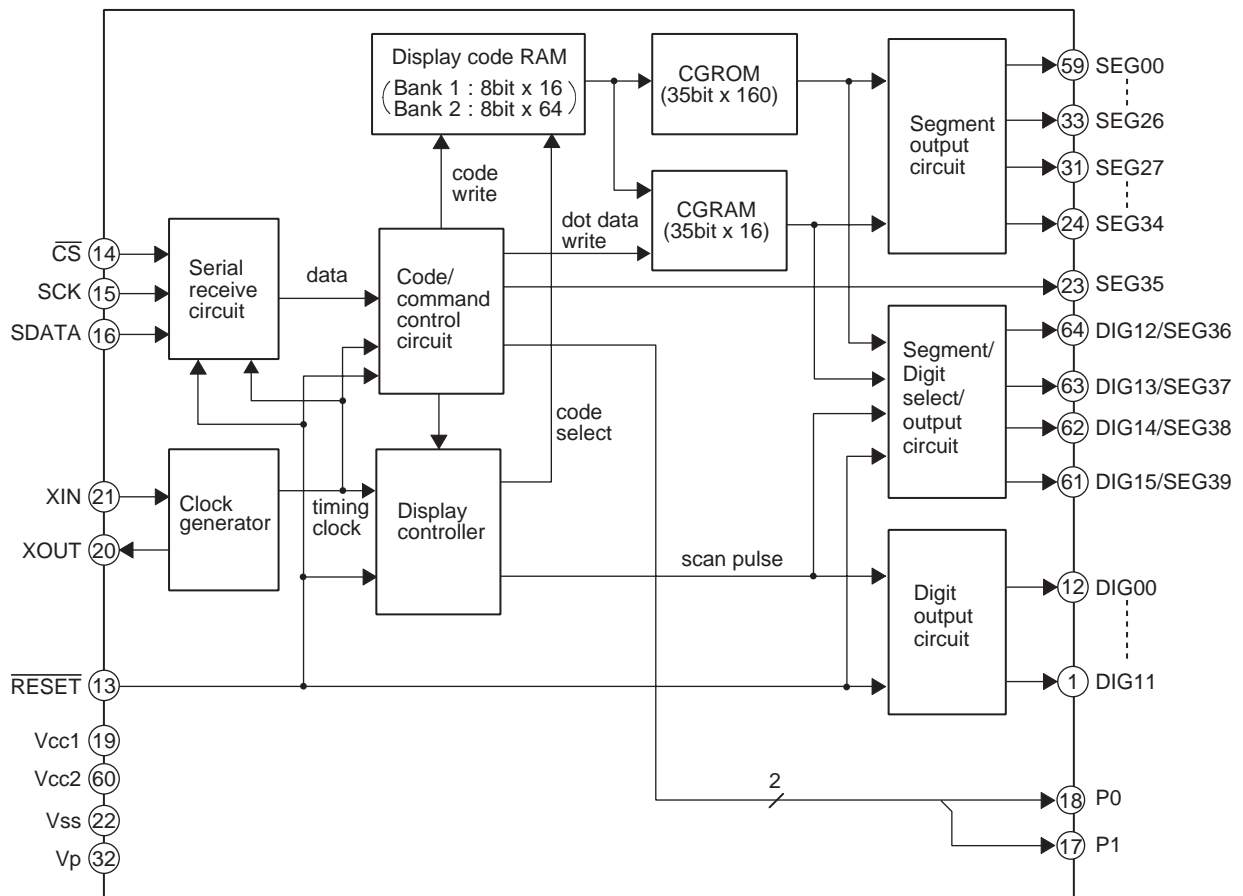 Display code RAM
(Bank 1 : 8bit x 16
Bank 2 : 8bit x 64)
CGROM
(35bit x 160)
CGRAM
(35bit x 16)
Segment
output
circuit
59 SEG00
33 SEG26
31 SEG27
24 SEG34
23 SEG35
code
write
dot data
write
CS 14
SCK 15
SDATA 16
Serial
receive
circuit
data
Code/
command
control
circuit
Segment/
Digit
select/
output
circuit
64 DIG12/SEG36
63 DIG13/SEG37
62 DIG14/SEG38
61 DIG15/SEG39
code
select
XIN 21
XOUT 20
Clock
generator
timing
clock
Display
controller
scan pulse
Digit
output
circuit
12 DIG00
1 DIG11
RESET 13
Vcc1 19
Vcc2 60
Vss 22
Vp 32
2
18 P0
17 P1